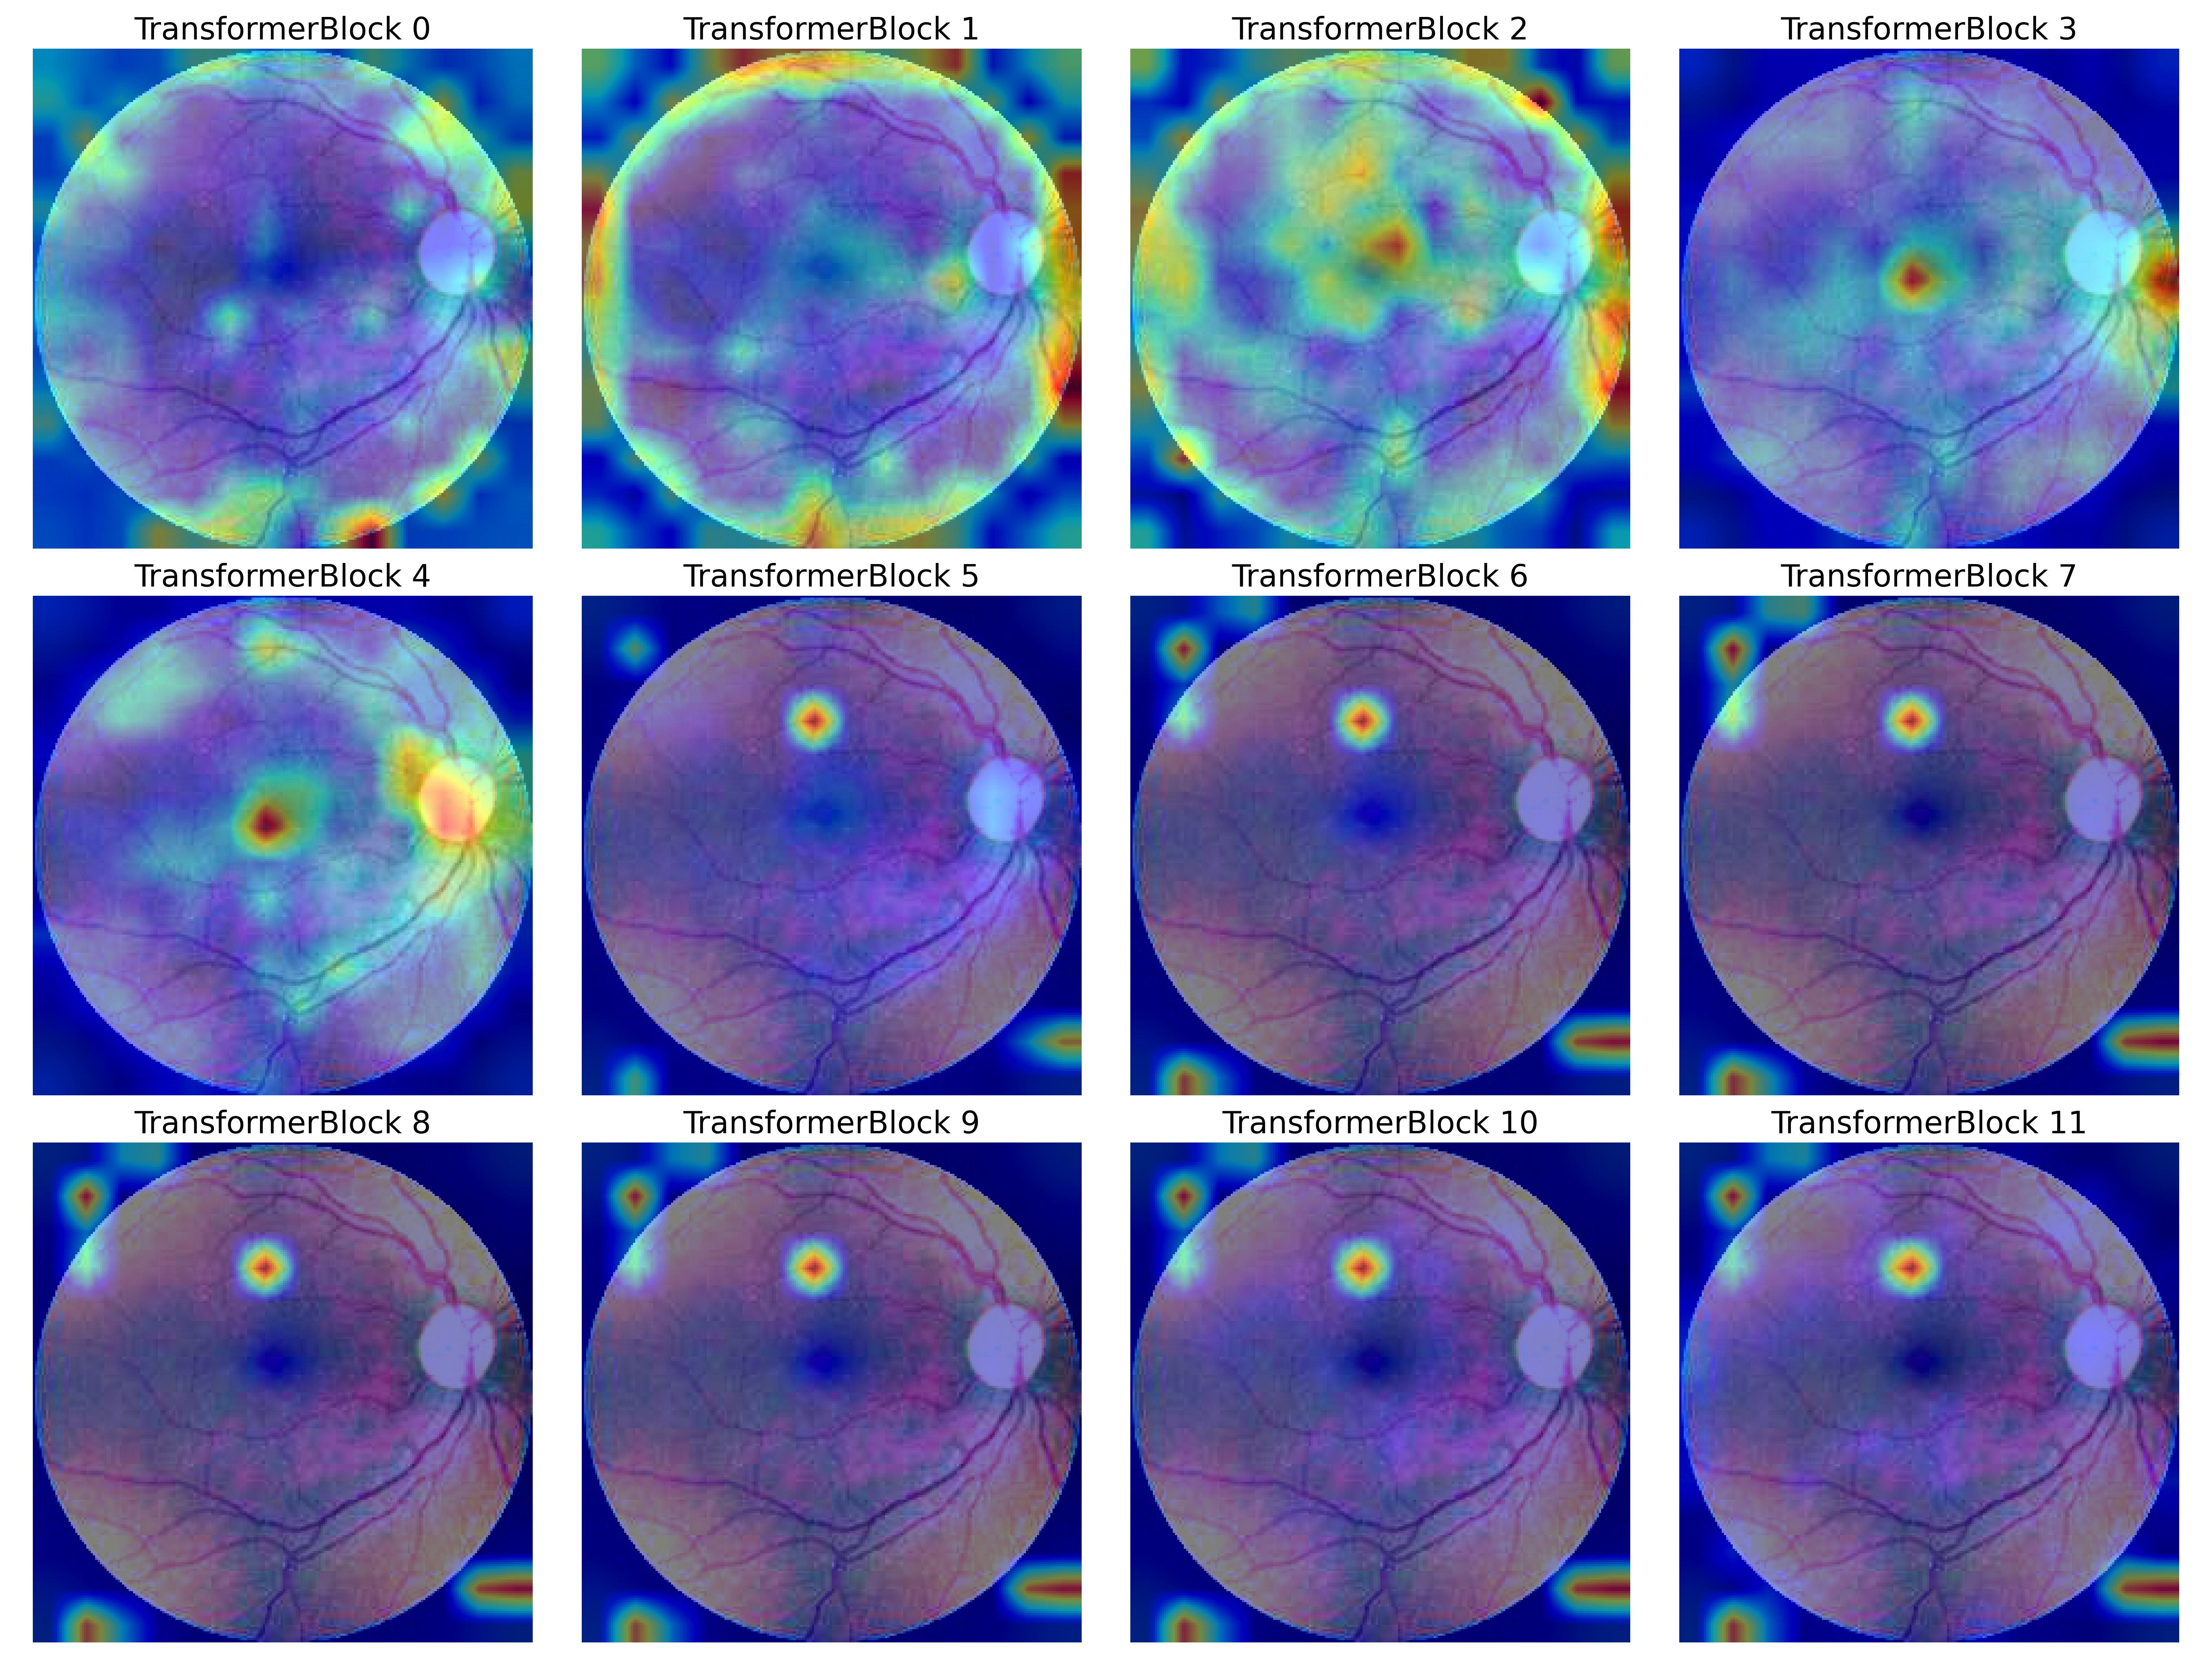 TransformerBlock 0
TransformerBlock 1
TransformerBlock 2
TransformerBlock 3
TransformerBlock 4
TransformerBlock 5
TransformerBlock 6
TransformerBlock 7
TransformerBlock 8
TransformerBlock 9
TransformerBlock 10
TransformerBlock 11